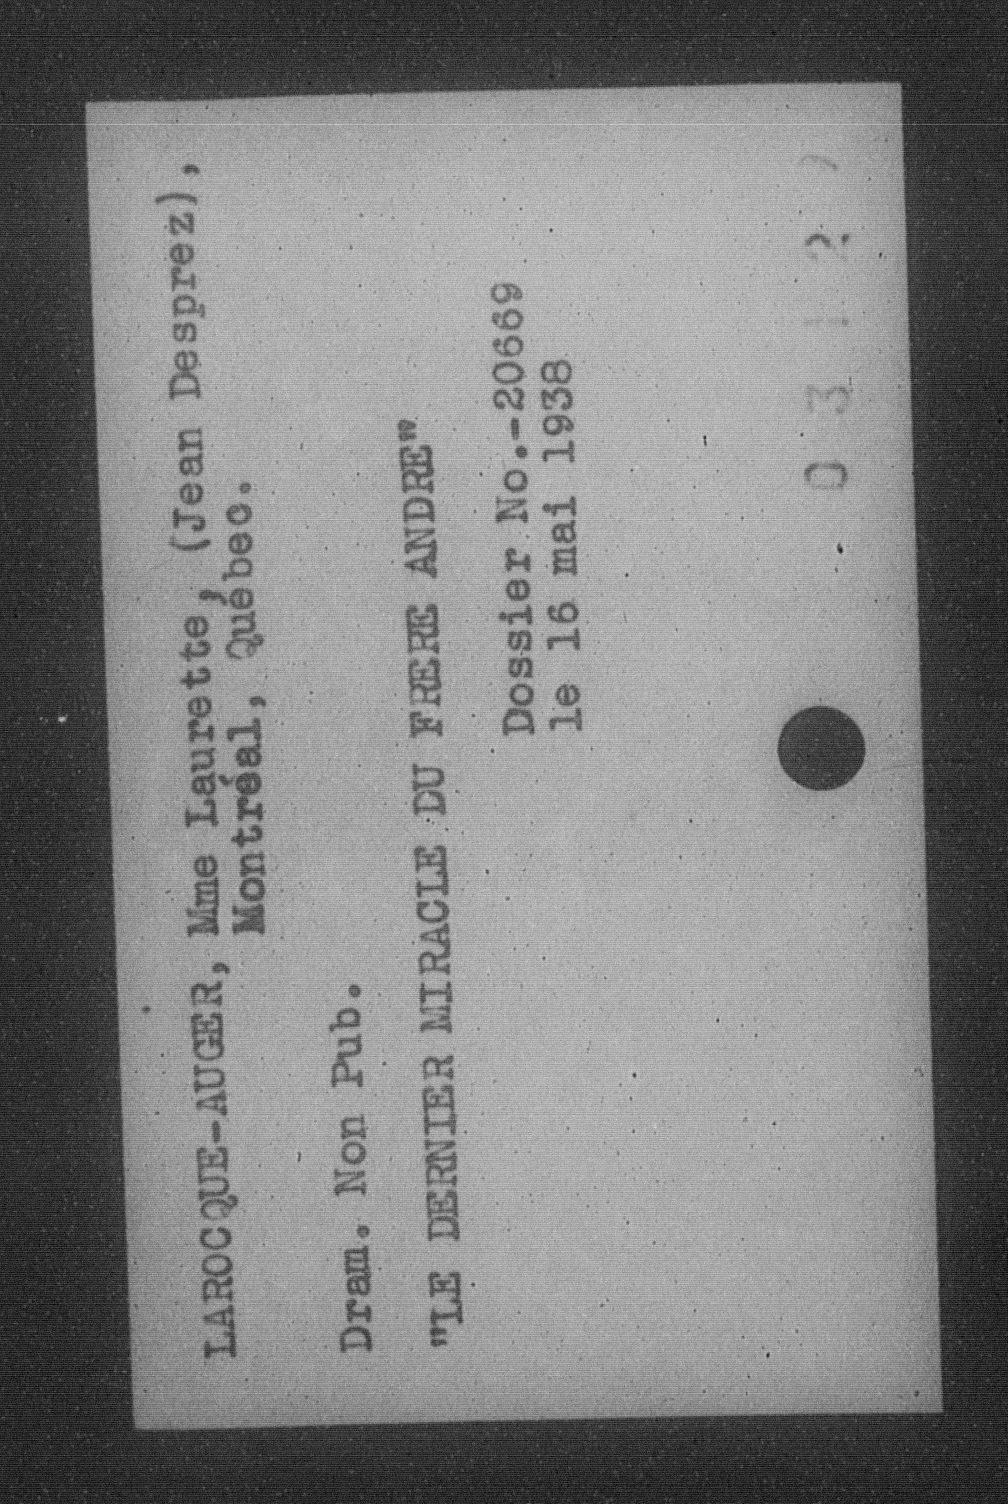 LAROCQUE-AUGER, Mme Laurette, (Jean Desprez),
Montréal, Québec.
Dram. Non Pub.
"LE DERNIER MIRACLE DU FRERE ANDRE"
Dossier No.-20669
le 16 mai 1938